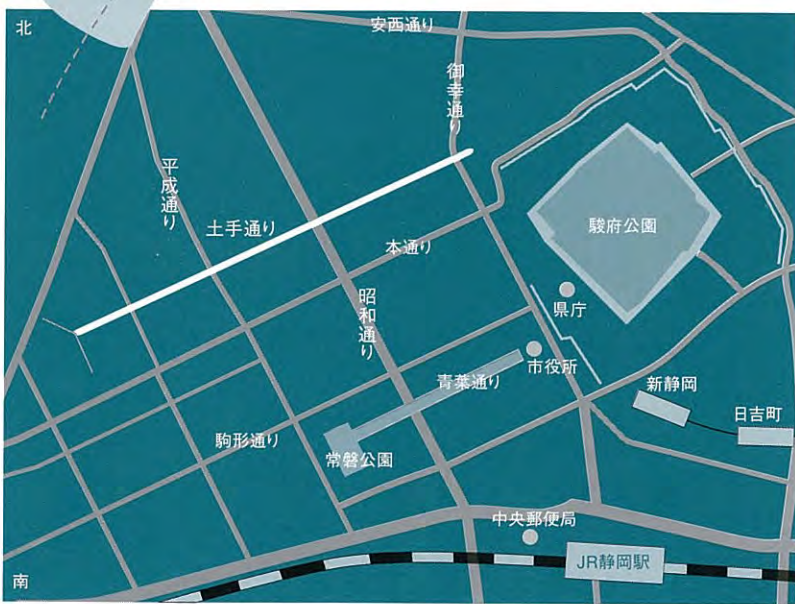 北
安西通り
御幸通り
平成通り
土手通り
駿府公園
本通り
県庁
昭和通り
市役所
青葉通り
新静岡
日吉町
駒形通り
常磐公園
中央郵便局
JR静岡駅
南